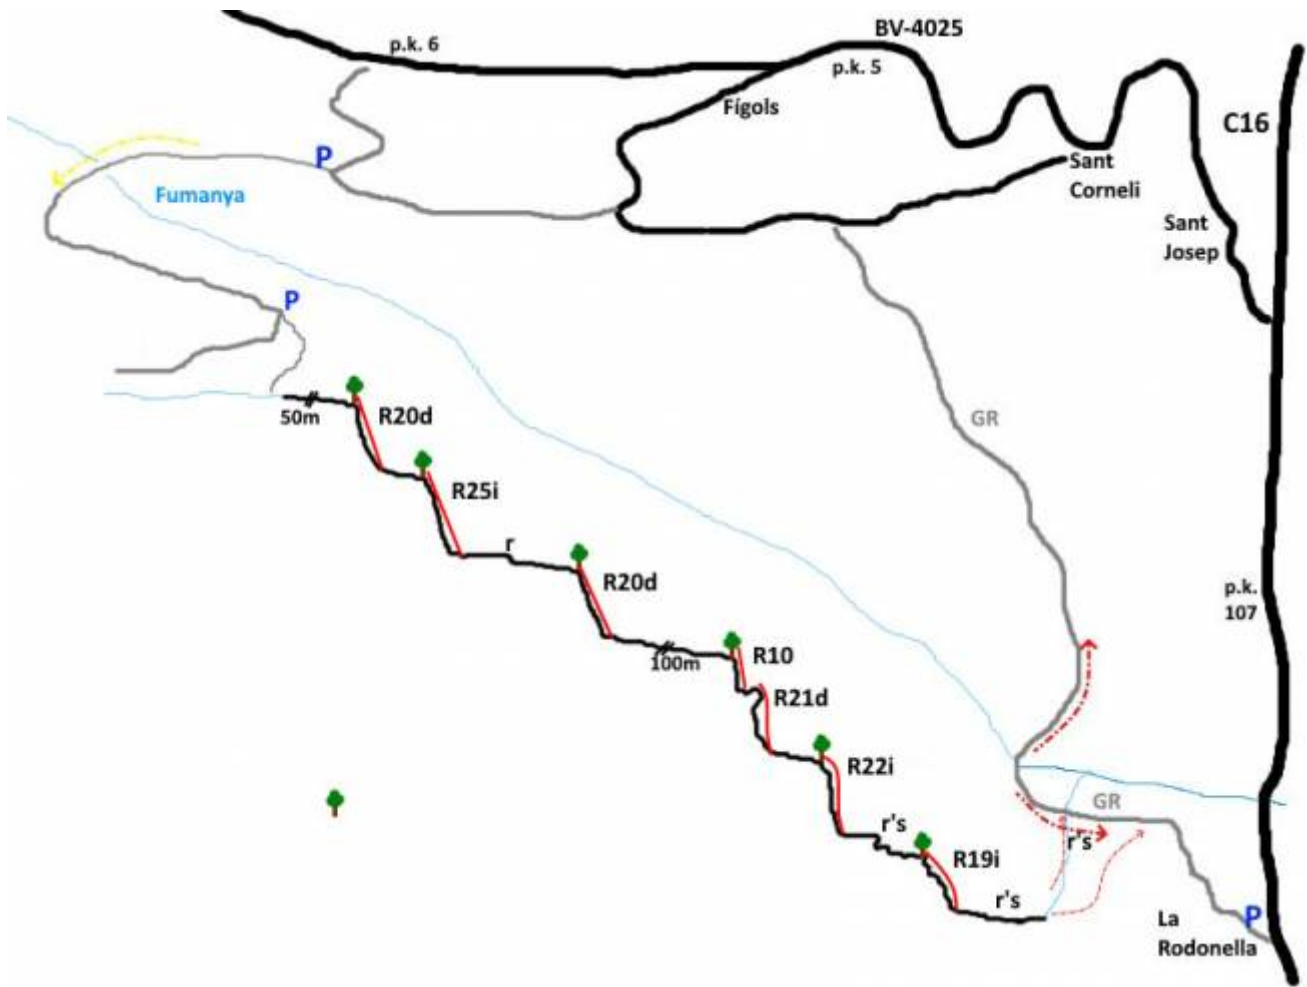 BV-4025
p.k. 6
p.k. 5
Fígols
C16
P
Sant
Corneli
Fumanya
Sant
Josep
P
50m
R20d
GR
R25i
r
R20d
p.k.
107
R10
100m
R21d
R22i
GR
r's
r's
R19i
r's
P
La
Rodonella